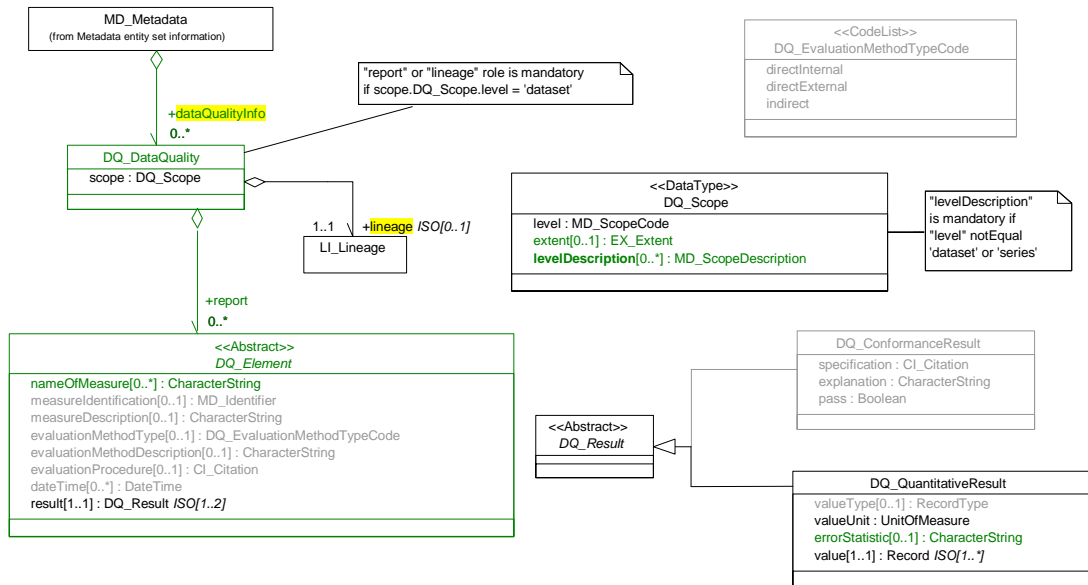 MD_Metadata
(from Metadata entity set information)
+dataQualityInfo
0..*
"report" or "lineage" role is mandatory
if scope.DQ_Scope.level = 'dataset'
<<CodeList>>
DQ_EvaluationMethodTypeCode
directInternal
directExternal
indirect
DQ_DataQuality
scope : DQ_Scope
1..1 +lineage ISO[0..1]
LI_Lineage
<<DataType>>
DQ_Scope
level : MD_ScopeCode
extent[0..1] : EX_Extent
levelDescription[0..*] : MD_ScopeDescription
"levelDescription"
is mandatory if
"level" notEqual
'dataset' or 'series'
+report
0..*
<<Abstract>>
DQ_Element
nameOfMeasure[0..*] : CharacterString
measureIdentification[0..1] : MD_Identifier
measureDescription[0..1] : CharacterString
evaluationMethodType[0..1] : DQ_EvaluationMethodTypeCode
evaluationMethodDescription[0..1] : CharacterString
evaluationProcedure[0..1] : CI_Citation
dateTime[0..*] : DateTime
result[1..1] : DQ_Result ISO[1..2]
<<Abstract>>
DQ_Result
DQ_ConformanceResult
specification : CI_Citation
explanation : CharacterString
pass : Boolean
DQ_QuantitativeResult
valueType[0..1] : RecordType
valueUnit : UnitOfMeasure
errorStatistic[0..1] : CharacterString
value[1..1] : Record ISO[1..*]